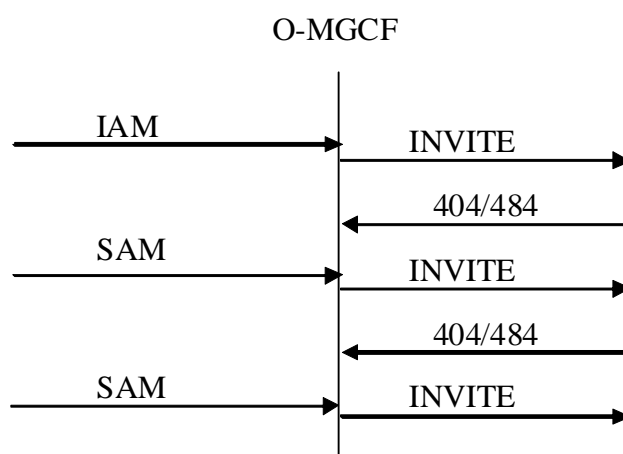 O-MGCF
IAM
INVITE
404/484
SAM
INVITE
404/484
SAM
INVITE